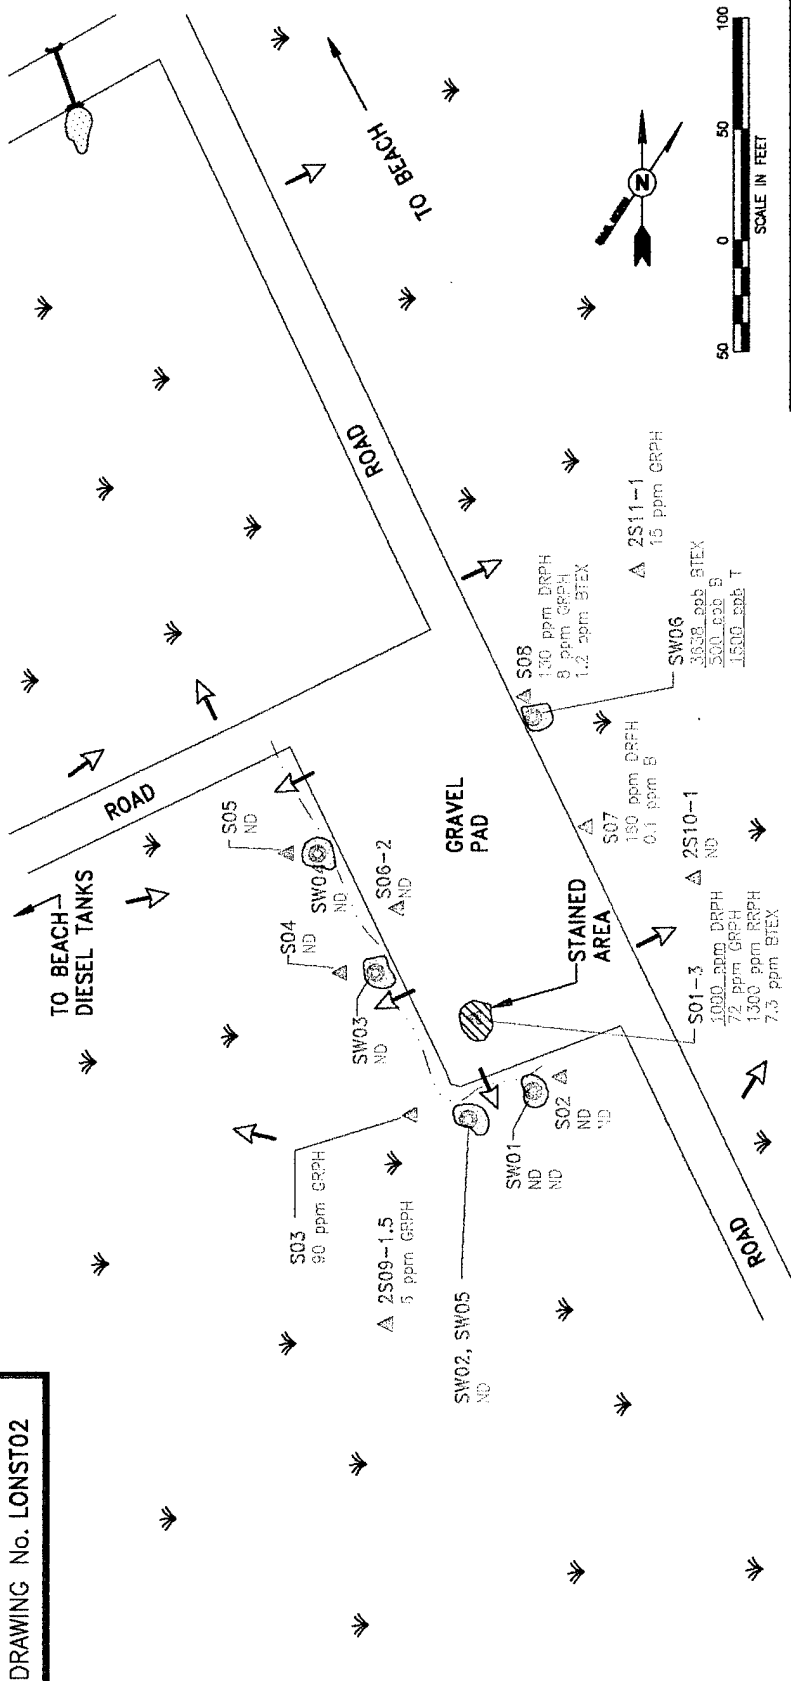 DRAWING No. LONST02
TO BEACH
DIESEL TANKS
ROAD
TO BEACH
ROAD
S05
ND
SW04
ND
S06-2
ND
S04
ND
SW03
ND
GRAVEL
PAD
STAINED
AREA
S03
90 ppm GRPH
2S09-1.5
5 ppm GRPH
SW02, SW05
ND
SW01
ND
ND
S02
ND
ND
S01-3
1000 ppm DRPH
72 ppm GRPH
1300 ppm RRPH
7.3 ppm BTEX
2S10-1
ND
S07
180 ppm DRPH
0.1 ppm B
S08
130 ppm DRPH
8 ppm GRPH
1.2 ppm BTEX
SW06
3638 ppb BTEX
500 ppb B
1500 ppb T
2S11-1
15 ppm GRPH
ROAD
N
50 0 50 100
SCALE IN FEET